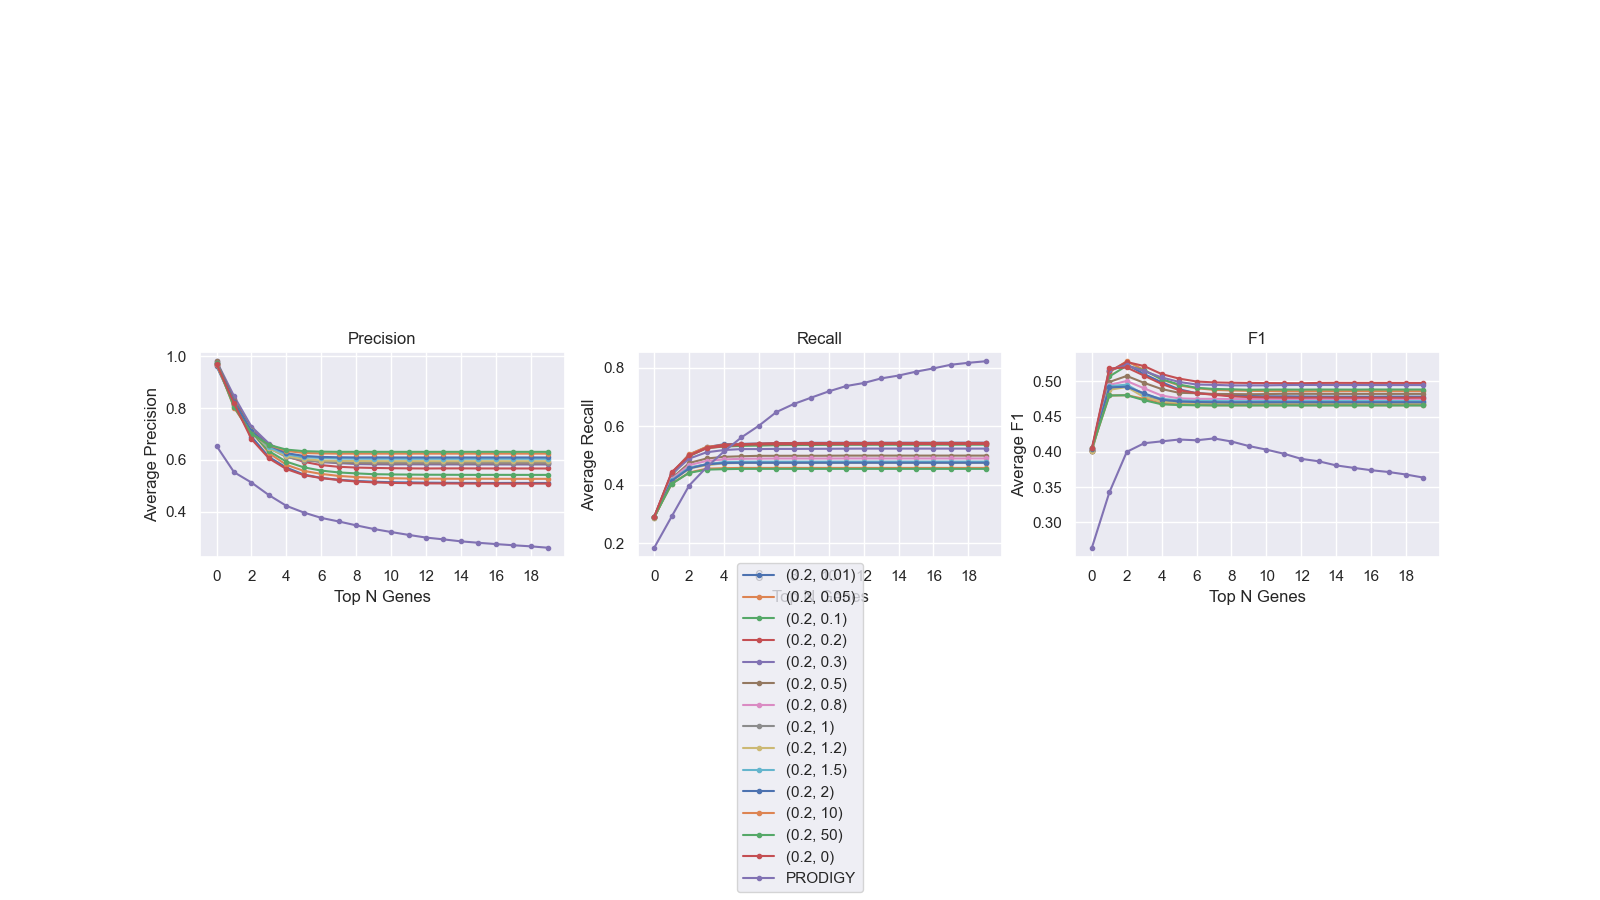 Precision
Recall
F1
Average Precision
1.0
0.8
0.6
0.4
0 2 4 6 8 10 12 14 16 18
Top N Genes
Average Recall
0.8
0.6
0.4
0.2
0 2 4 6 8 10 12 14 16 18
Top N Genes
Average F1
0.50
0.45
0.40
0.35
0.30
0 2 4 6 8 10 12 14 16 18
Top N Genes
(0.2, 0.01)
(0.2, 0.05)
(0.2, 0.1)
(0.2, 0.2)
(0.2, 0.3)
(0.2, 0.5)
(0.2, 0.8)
(0.2, 1)
(0.2, 1.2)
(0.2, 1.5)
(0.2, 2)
(0.2, 10)
(0.2, 50)
(0.2, 0)
PRODIGY